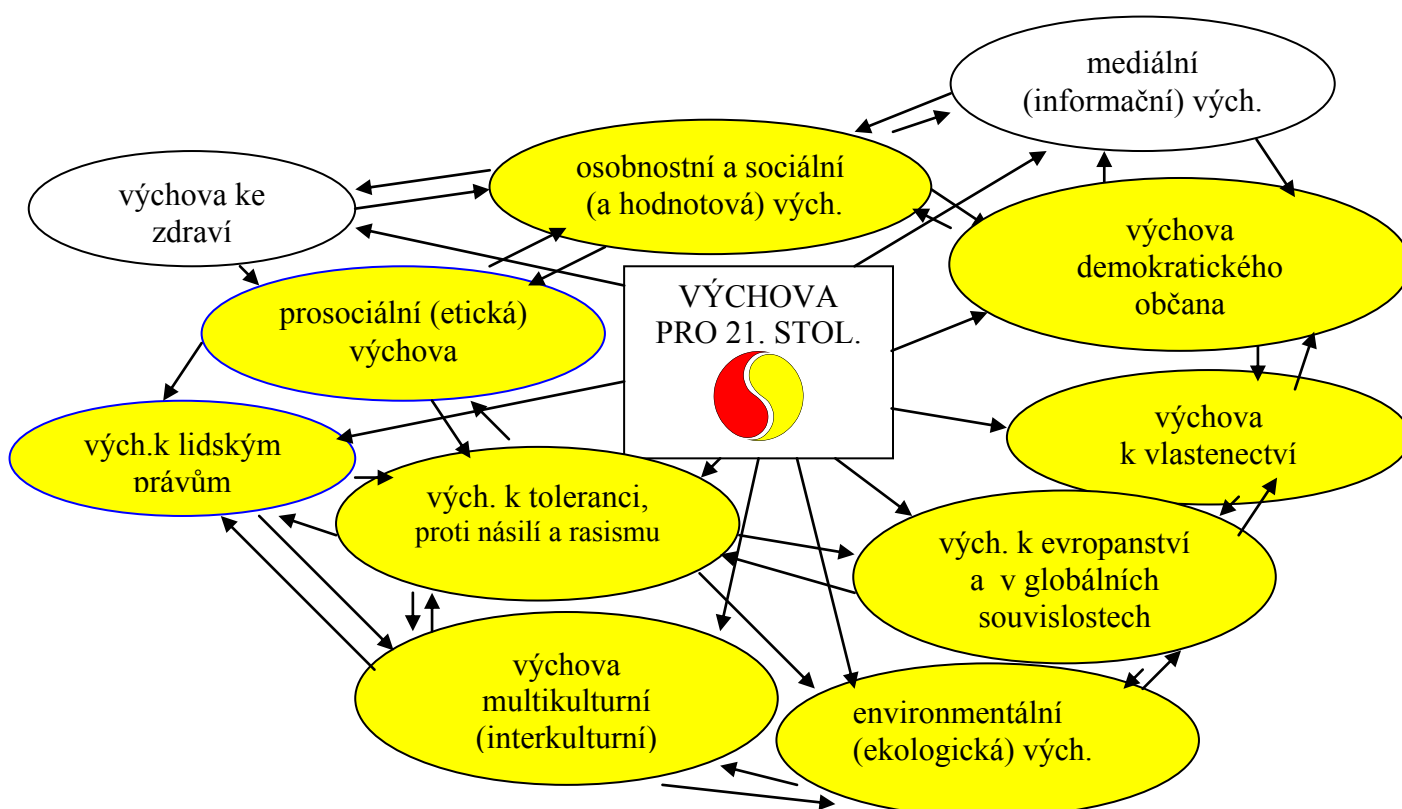 mediální
(informační) vých.
osobnostní a sociální
(a hodnotová) vých.
výchova ke
zdraví
výchova
demokratického
občana
VÝCHOVA
PRO 21. STOL.
prosociální (etická)
výchova
výchova
k vlastenectví
vých.k lidským
právům
vých. k toleranci,
proti násilí a rasismu
vých. k evropanství
a v globálních
souvislostech
výchova
multikulturní
(interkulturní)
environmentální
(ekologická) vých.